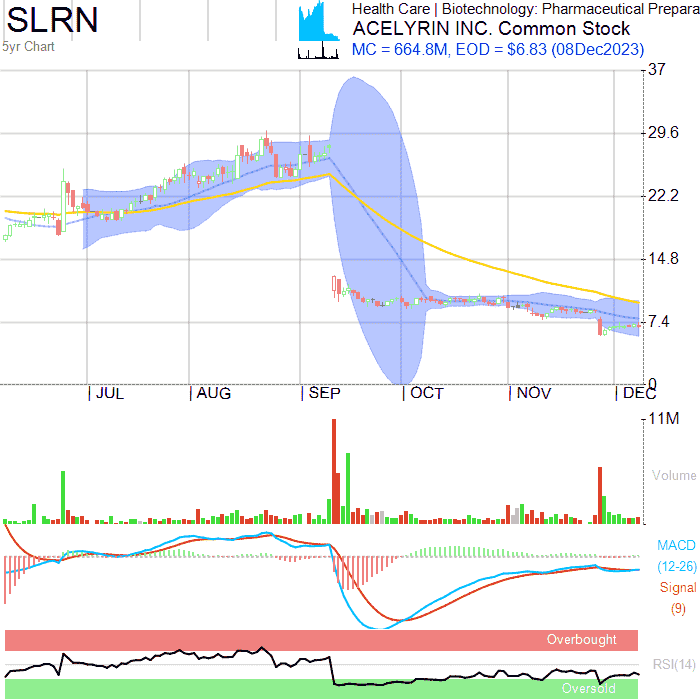 SLRN
5yr Chart
Health Care | Biotechnology: Pharmaceutical Prepara
ACELYRIN INC. Common Stock
MC = 664.8M, EOD = $6.83 (08Dec2023)
37
29.6
22.2
14.8
7.4
0
JUL AUG SEP OCT NOV DEC
11M
Volume
MACD
(12-26)
Signal
(9)
Overbought
RSI(14)
Oversold